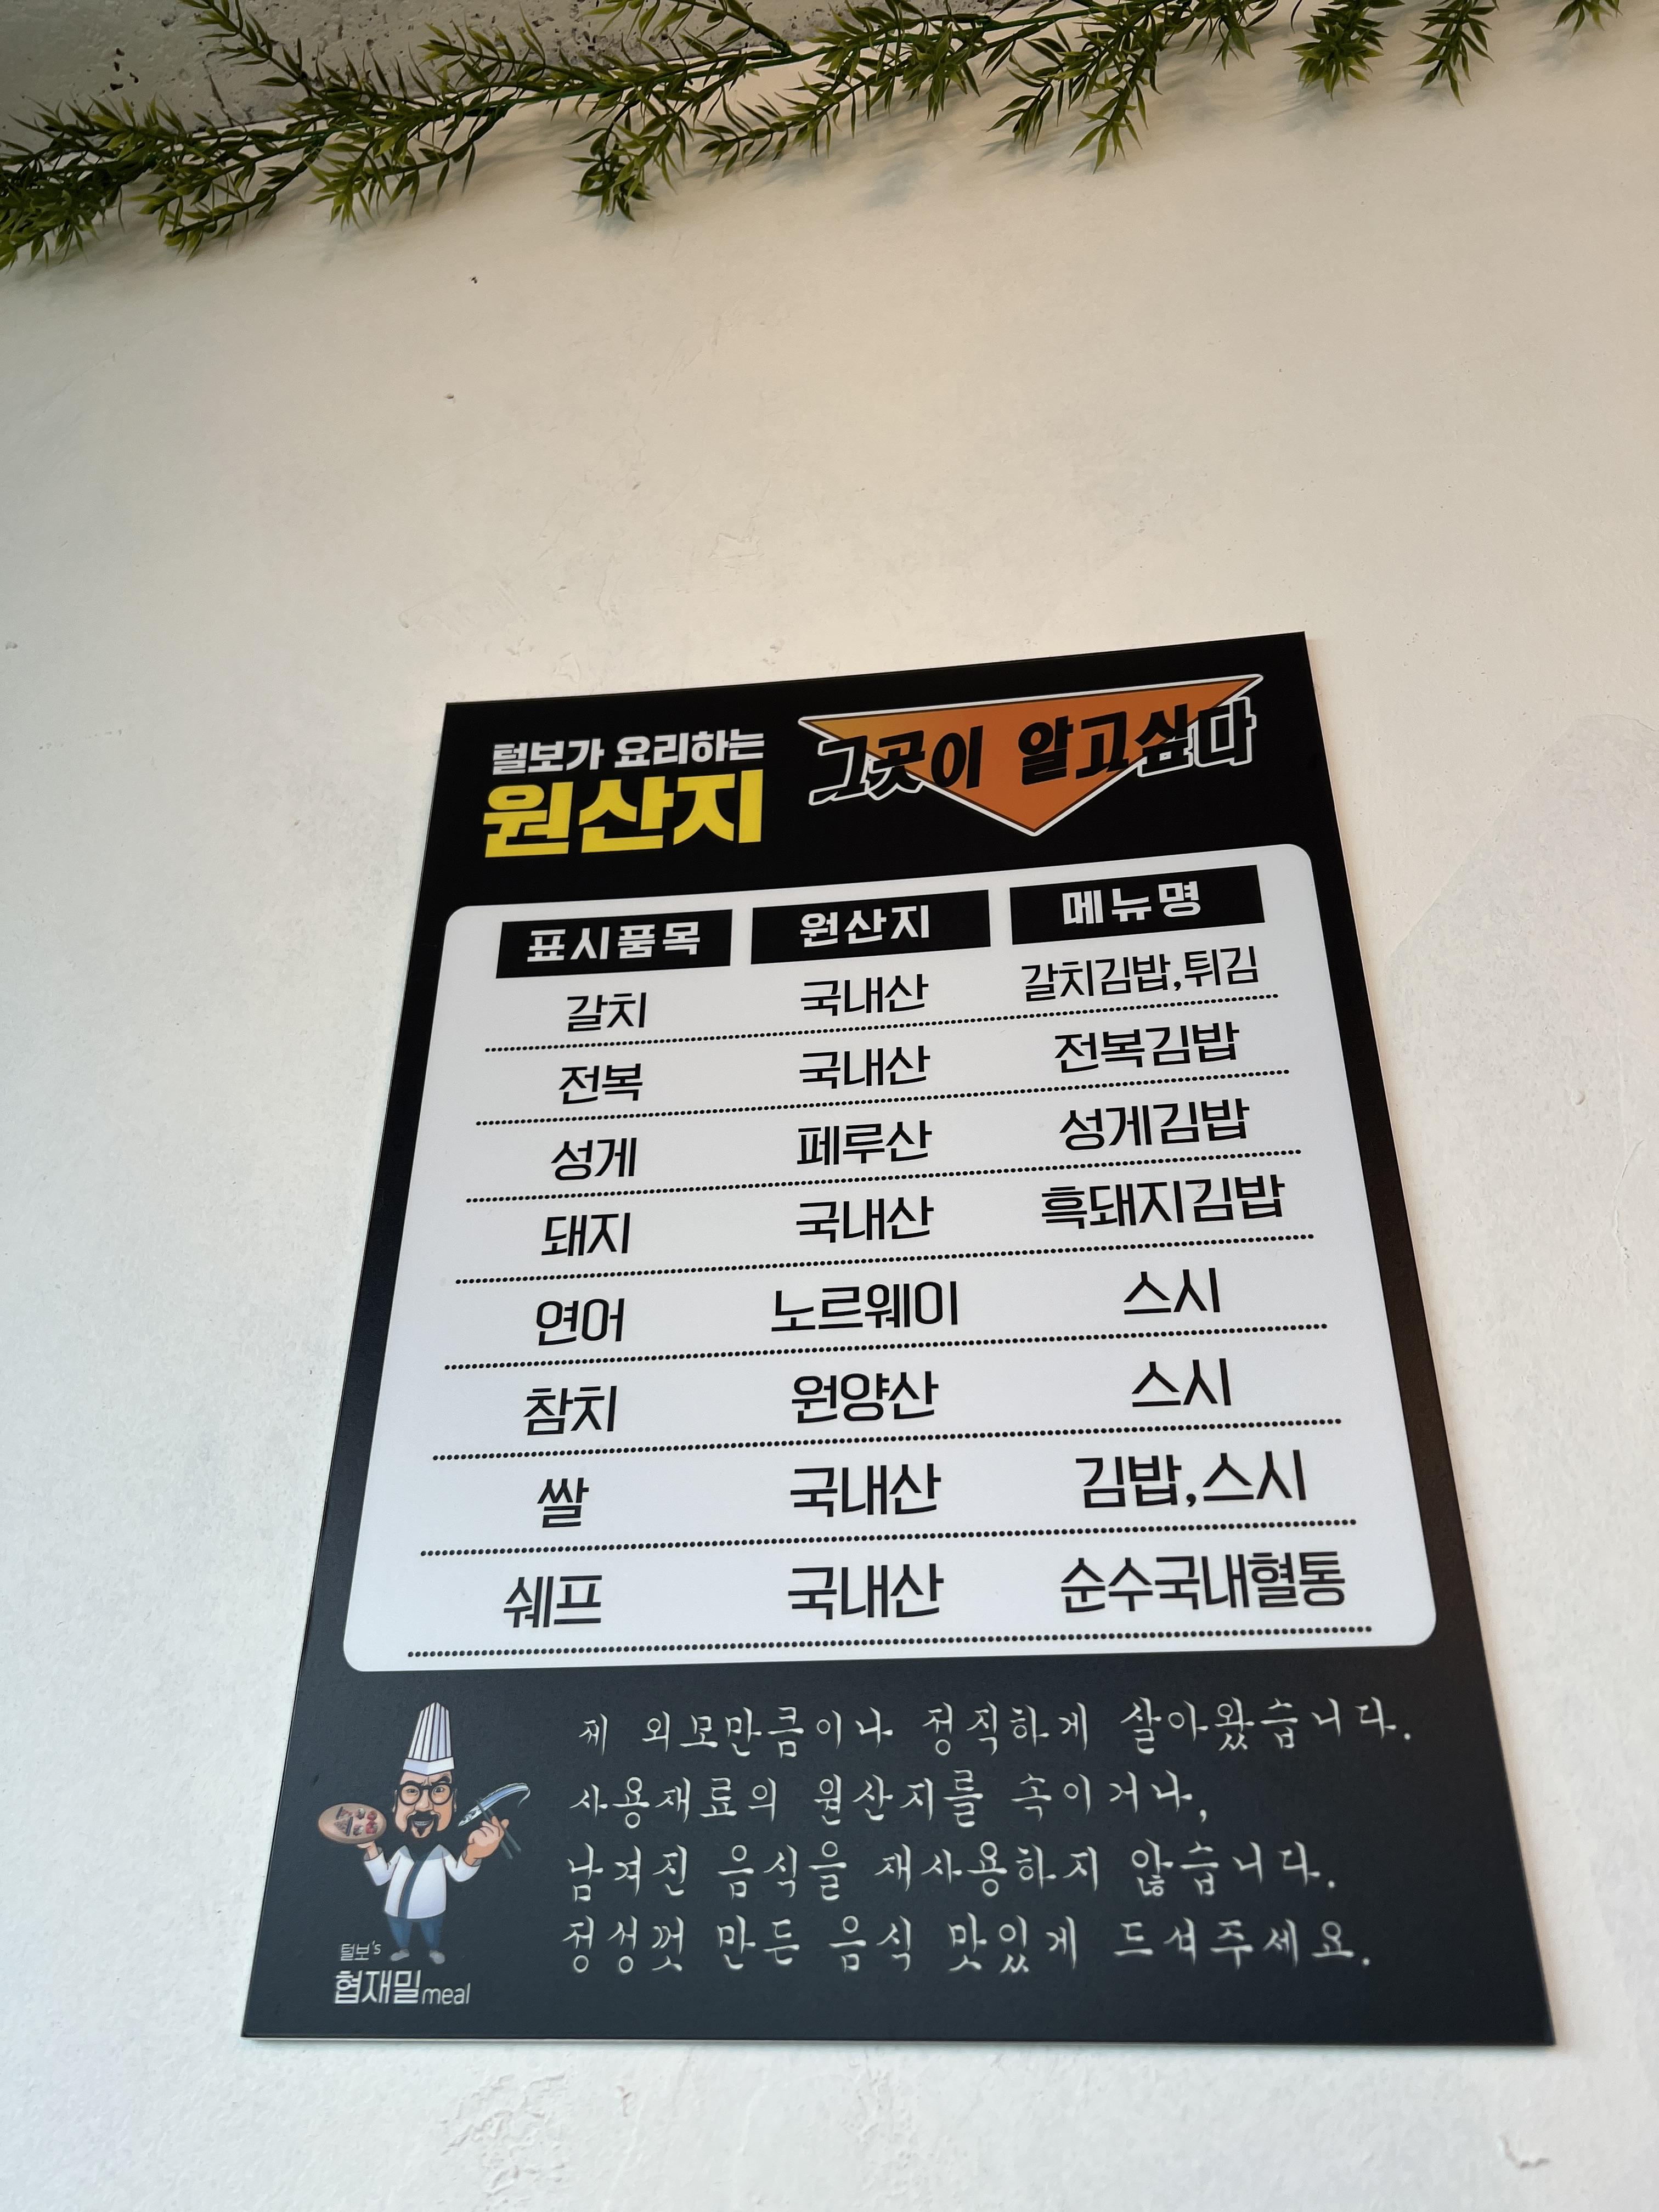 털보가 요리하는
원산지
그곳이 알고싶다
표시품목 원산지 메뉴명
갈치 국내산 갈치김밥,튀김
전복 국내산 전복김밥
성게 페루산 성게김밥
돼지 국내산 흑돼지김밥
연어 노르웨이 스시
참치 원양산 스시
쌀 국내산 김밥,스시
쉐프 국내산 순수국내혈통
제 외모만큼이나 정직하게 살아왔습니다.
사용재료의 원산지를 속이거나,
남겨진 음식을 재사용하지 않습니다.
정성껏 만든 음식 맛있게 드셔주세요.
털보's
협재밀meal